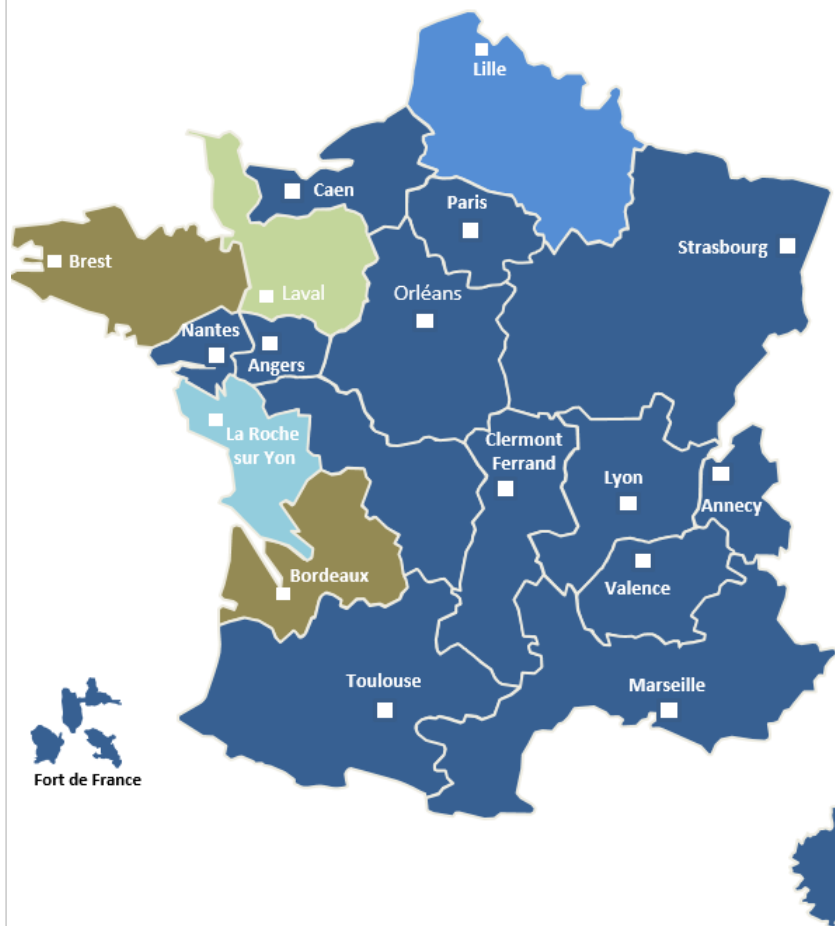 Lille
Caen
Paris
Strasbourg
Brest
Laval
Orléans
Nantes
Angers
La Roche
sur Yon
Clermont
Ferrand
Lyon
Annecy
Bordeaux
Valence
Toulouse
Marseille
Fort de France